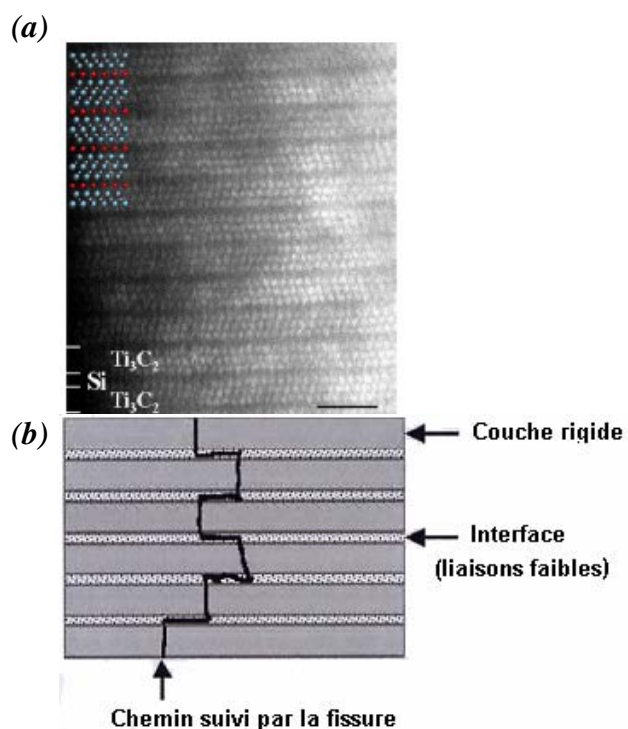 (a)
Ti₃C₂
Si
Ti₃C₂
(b)
Couche rigide
Interface
(liaisons faibles)
Chemin suivi par la fissure